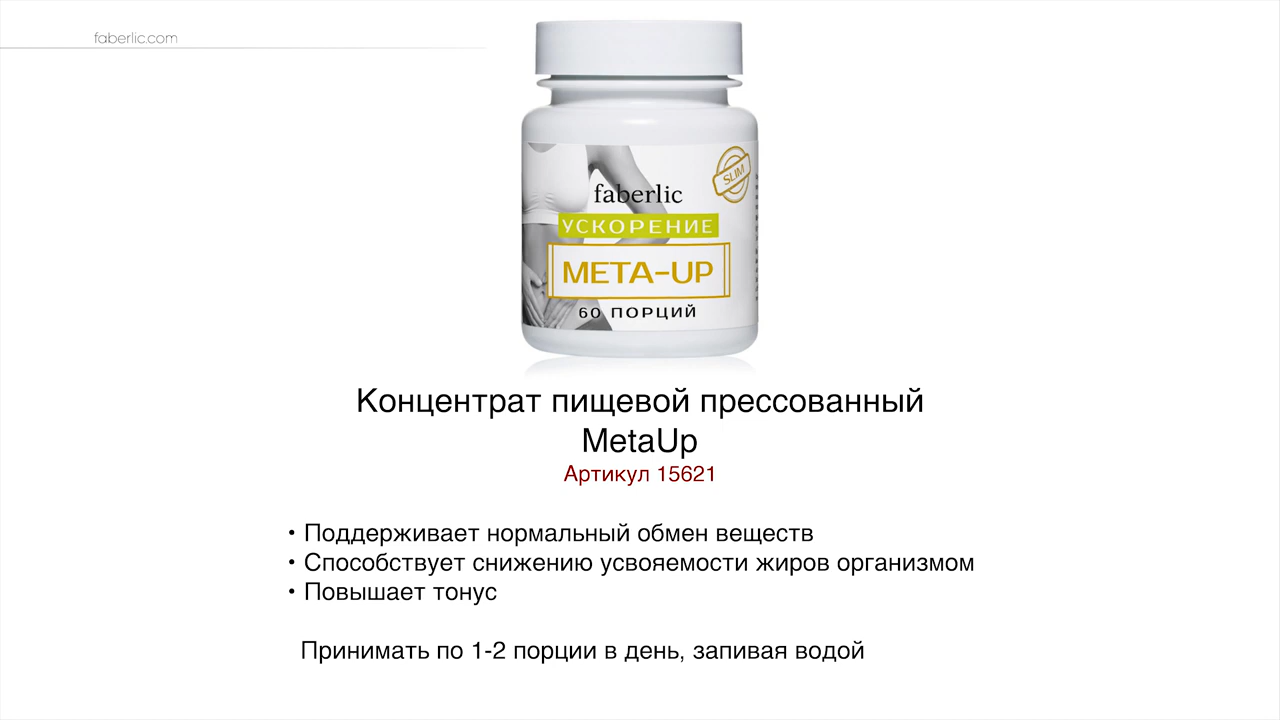 faberlic.com
SLIM
faberlic
УСКОРЕНИЕ
META-UP
60 ПОРЦИЙ
Концентрат пищевой прессованный
MetaUp
Артикул 15621
• Поддерживает нормальный обмен веществ
• Способствует снижению усвояемости жиров организмом
• Повышает тонус
Принимать по 1-2 порции в день, запивая водой